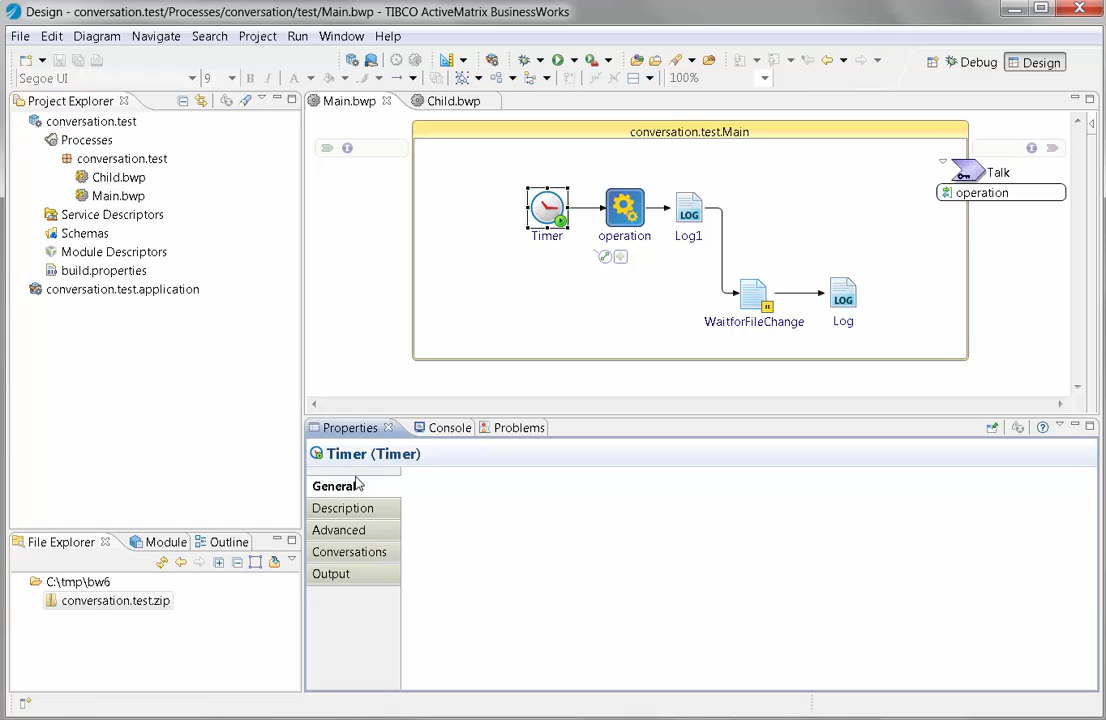 Design - conversation.test/Processes/conversation/test/Main.bwp - TIBCO ActiveMatrix BusinessWorks
File Edit Diagram Navigate Search Project Run Window Help
Debug Design
Segoe UI 9 B I A 100%
Project Explorer
conversation.test
Processes
conversation.test
Child.bwp
Main.bwp
Service Descriptors
Schemas
Module Descriptors
build.properties
conversation.test.application
Main.bwp Child.bwp
conversation.test.Main
Talk
operation
LOG
Timer operation Log1
LOG
WaitforFileChange Log
Properties Console Problems
Timer (Timer)
General
Description
Advanced
Conversations
Output
File Explorer Module Outline
C:\tmp\bw6
conversation.test.zip